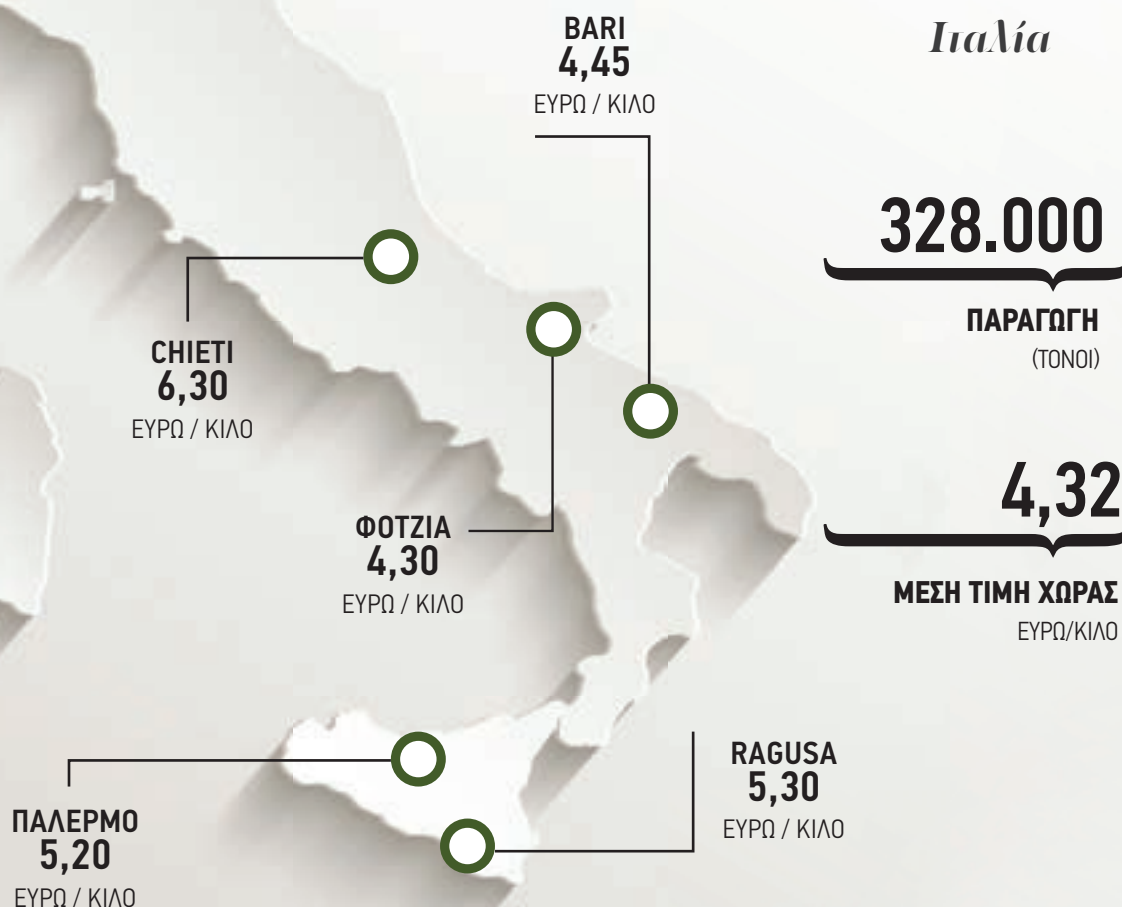 Ιταλία
BARI
4,45
ΕΥΡΩ / ΚΙΛΟ
328.000
ΠΑΡΑΓΩΓΗ
(ΤΟΝΟΙ)
CHIETI
6,30
ΕΥΡΩ / ΚΙΛΟ
4,32
ΜΕΣΗ ΤΙΜΗ ΧΩΡΑΣ
ΕΥΡΩ/ΚΙΛΟ
ΦΟΤΖΙΑ
4,30
ΕΥΡΩ / ΚΙΛΟ
RAGUSA
5,30
ΕΥΡΩ / ΚΙΛΟ
ΠΑΛΕΡΜΟ
5,20
ΕΥΡΩ / ΚΙΛΟ